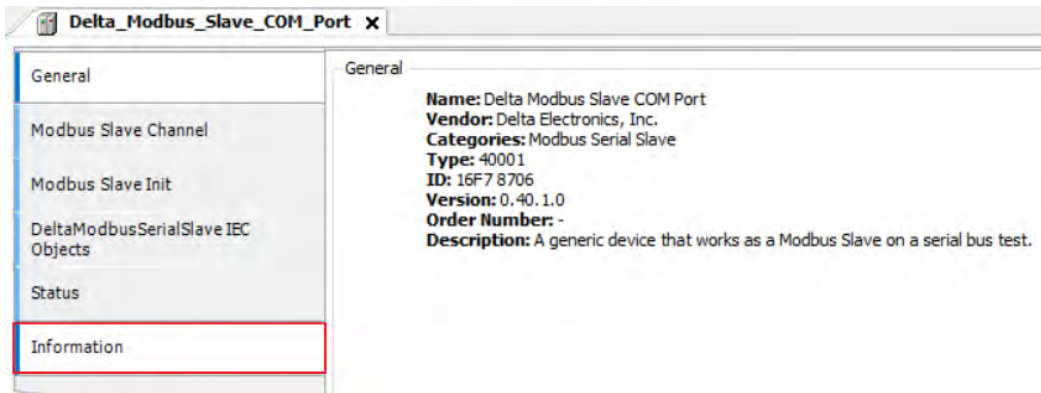 Delta_Modbus_Slave_COM_Port X
General
Modbus Slave Channel
Modbus Slave Init
DeltaModbusSerialSlave IEC
Objects
Status
Information
General
Name: Delta Modbus Slave COM Port
Vendor: Delta Electronics, Inc.
Categories: Modbus Serial Slave
Type: 40001
ID: 16F7 8706
Version: 0.40.1.0
Order Number: -
Description: A generic device that works as a Modbus Slave on a serial bus test.